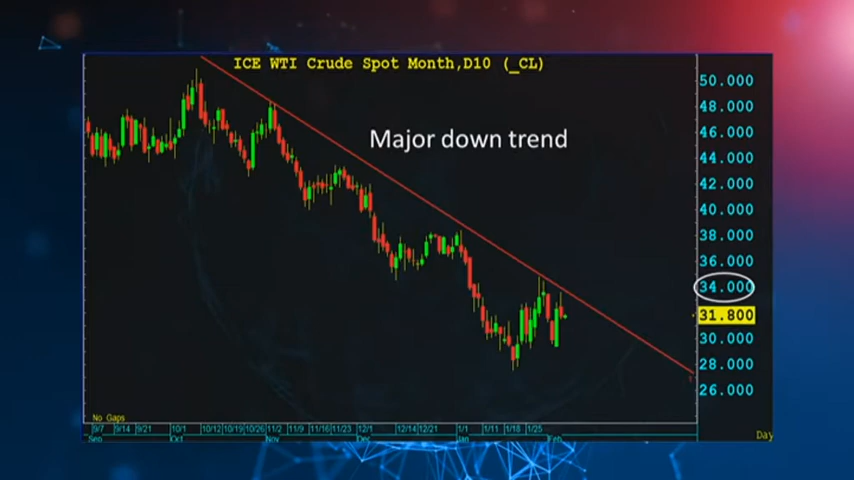 ICE WTI Crude Spot Month,D10 (_CL)
Major down trend
50.000
48.000
46.000
44.000
42.000
40.000
38.000
36.000
34.000
31.800
30.000
28.000
26.000
No Gaps
9/7 9/14 9/21 10/1 10/12 10/19 10/26 11/2 11/9 11/16 11/23 12/1 12/14 12/21 1/1 1/11 1/18 1/25
Sep Oct Nov Dec Jan Feb
Day